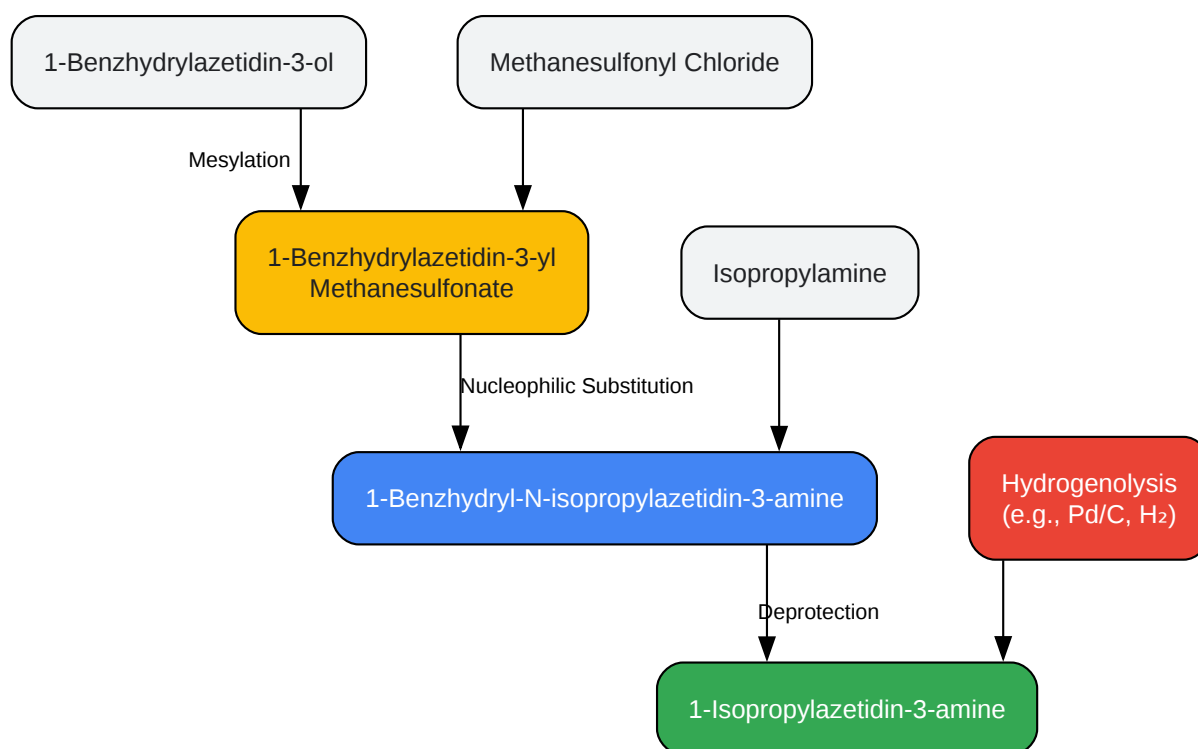 1-Benzhydrylazetidin-3-ol
Methanesulfonyl Chloride
Mesylation
1-Benzhydrylazetidin-3-yl
Methanesulfonate
Isopropylamine
Nucleophilic Substitution
1-Benzhydryl-N-isopropylazetidin-3-amine
Hydrogenolysis
(e.g., Pd/C, H₂)
Deprotection
1-Isopropylazetidin-3-amine